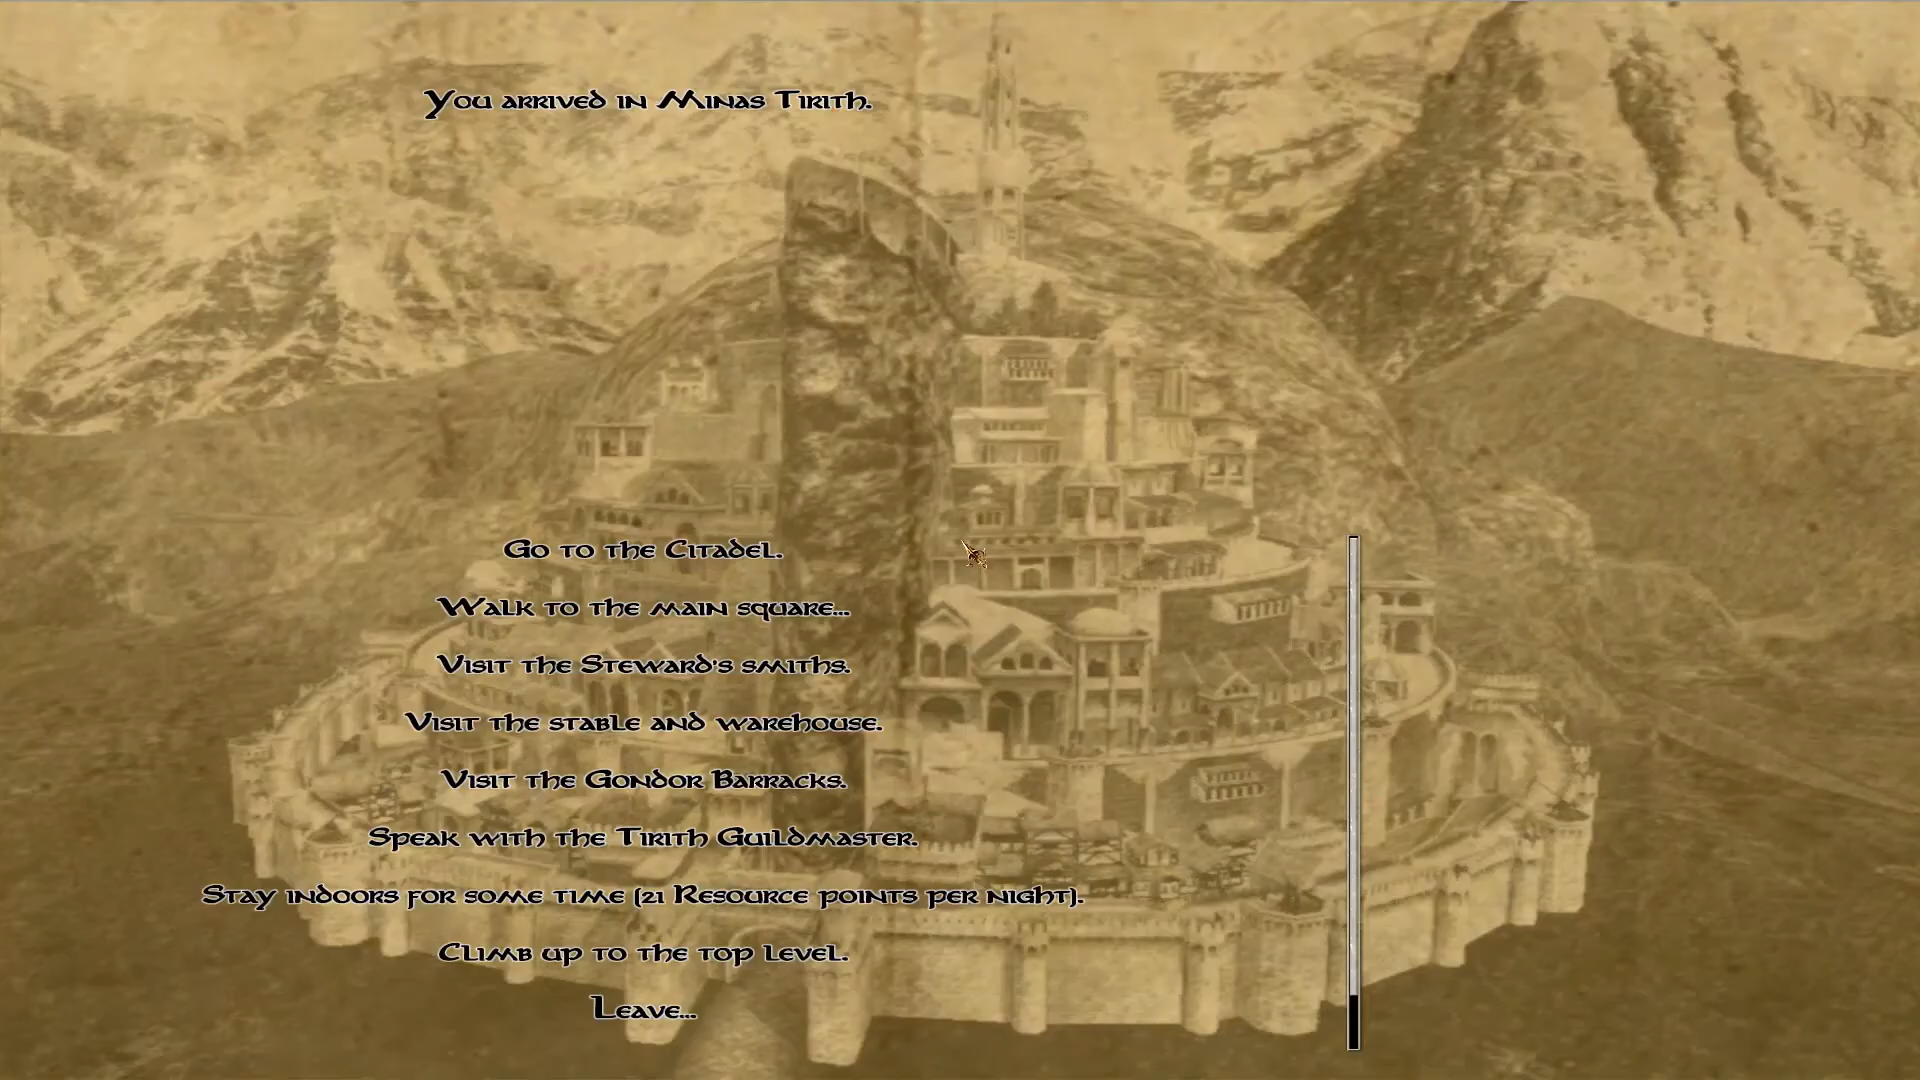 You arrived in Minas Tirith.
Go to the Citadel.
Walk to the main square...
Visit the Steward's smiths.
Visit the stable and warehouse.
Visit the Gondor Barracks.
Speak with the Tirith Guildmaster.
Stay indoors for some time (21 Resource points per night).
Climb up to the top level.
Leave...